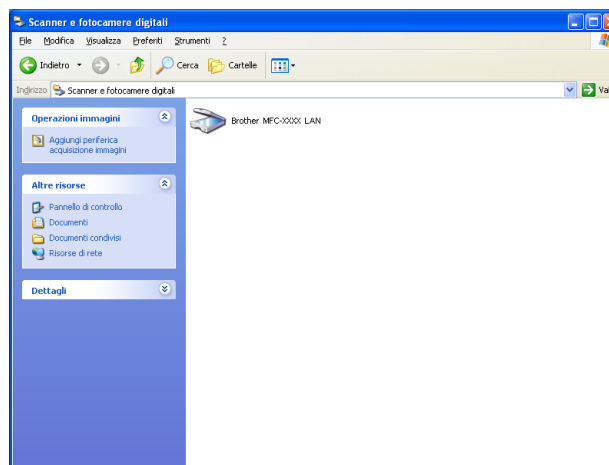 Scanner e fotocamere digitali
File Modifica Visualizza Preferiti Strumenti ?
Indietro Cerca Cartelle
Indirizzo Scanner e fotocamere digitali Vai
Operazioni immagini
Aggiungi periferica
acquisizione immagini
Altre risorse
Pannello di controllo
Documenti
Documenti condivisi
Risorse di rete
Dettagli
Brother MFC-XXXX LAN